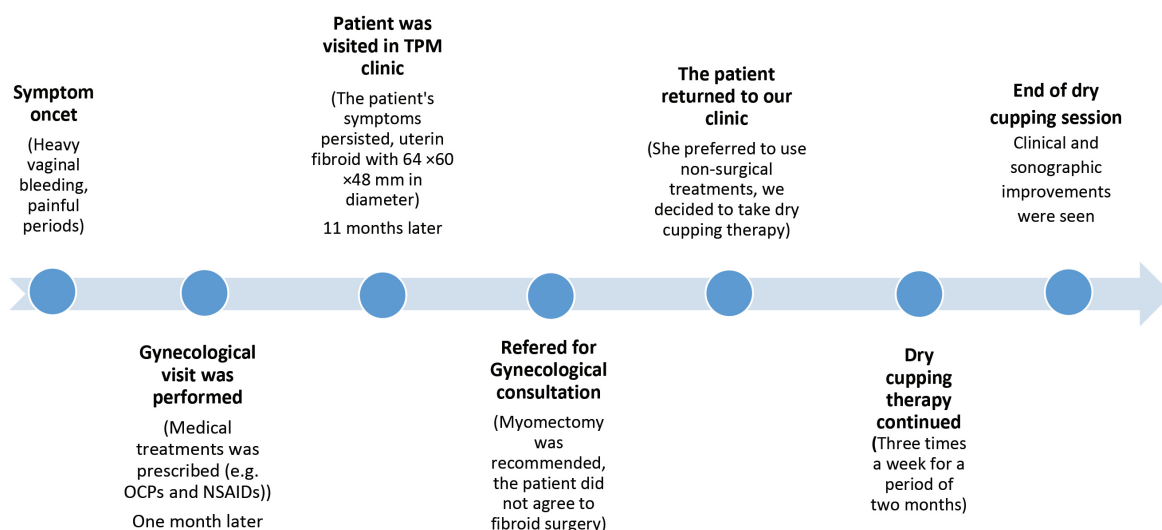 Symptom
oncet
(Heavy
vaginal
bleeding,
painful
periods)
Gynecological
visit was
performed
(Medical
treatments was
prescribed (e.g.
OCPs and NSAIDs))
One month later
Patient was
visited in TPM
clinic
(The patient's
symptoms
persisted, uterin
fibroid with 64 ×60
×48 mm in
diameter)
11 months later
Refered for
Gynecological
consultation
(Myomectomy
was
recommended,
the patient did
not agree to
fibroid surgery)
The patient
returned to our
clinic
(She preferred to use
non-surgical
treatments, we
decided to take dry
cupping therapy)
Dry
cupping
therapy
continued
(Three times
a week for a
period of
two months)
End of dry
cupping session
Clinical and
sonographic
improvements
were seen